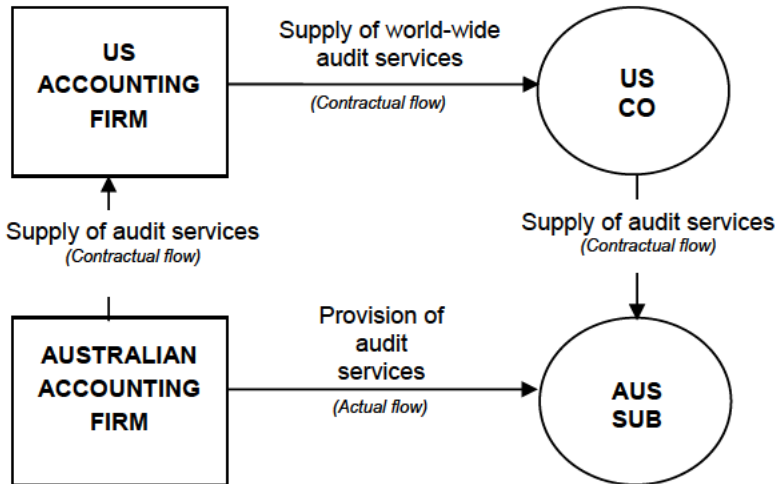 US
ACCOUNTING
FIRM
Supply of world-wide
audit services
(Contractual flow)
US
CO
Supply of audit services
(Contractual flow)
Supply of audit services
(Contractual flow)
AUSTRALIAN
ACCOUNTING
FIRM
Provision of
audit
services
(Actual flow)
AUS
SUB